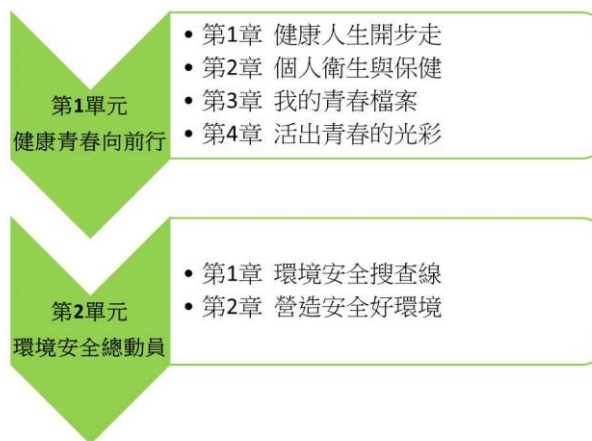 第1單元
健康青春向前行
• 第1章 健康人生開步走
• 第2章 個人衛生與保健
• 第3章 我的青春檔案
• 第4章 活出青春的光彩
第2單元
環境安全總動員
• 第1章 環境安全搜查線
• 第2章 營造安全好環境